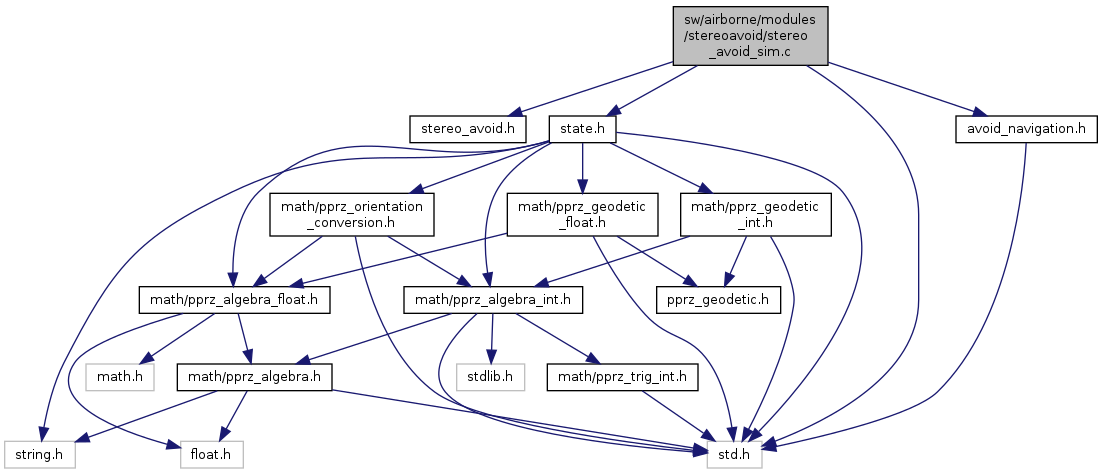 sw/airborne/modules
/stereoavoid/stereo
_avoid_sim.c
stereo_avoid.h
state.h
avoid_navigation.h
math/pprz_orientation
_conversion.h
math/pprz_geodetic
_float.h
math/pprz_geodetic
_int.h
math/pprz_algebra_float.h
math/pprz_algebra_int.h
pprz_geodetic.h
math.h
math/pprz_algebra.h
stdlib.h
math/pprz_trig_int.h
string.h
float.h
std.h